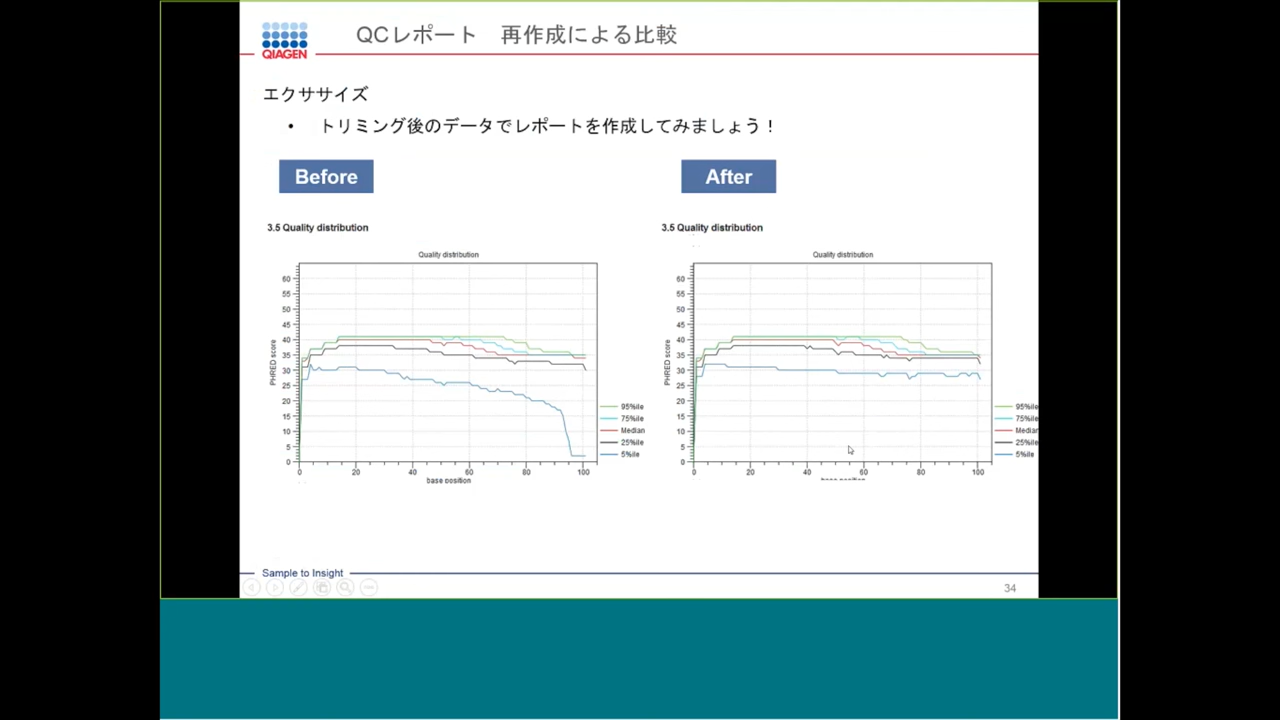 QIAGEN
QCレポート　再作成による比較
エクササイズ
• トリミング後のデータでレポートを作成してみましょう！
Before
After
3.5 Quality distribution
Quality distribution
PHRED score
60
55
50
45
40
35
30
25
20
15
10
5
0
0 20 40 60 80 100
base position
95%ile
75%ile
Median
25%ile
5%ile
3.5 Quality distribution
Quality distribution
PHRED score
60
55
50
45
40
35
30
25
20
15
10
5
0
0 20 40 60 80 100
base position
95%ile
75%ile
Median
25%ile
5%ile
Sample to Insight
34